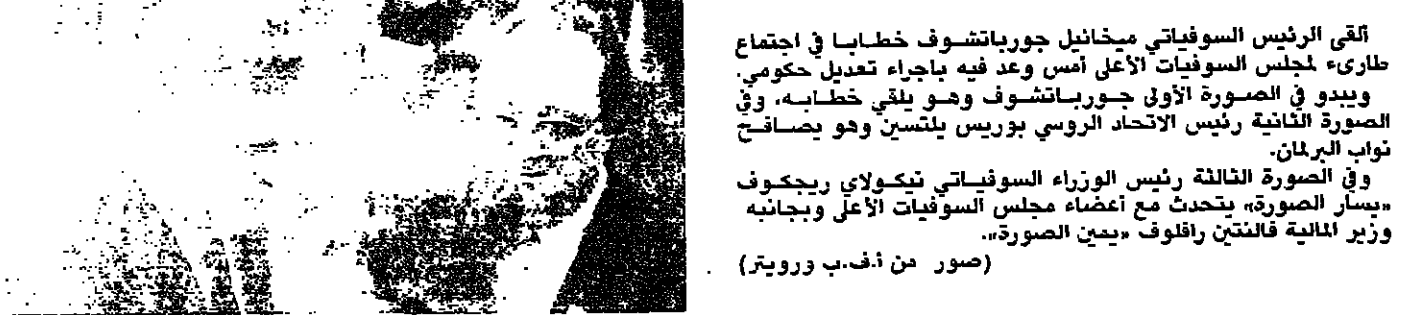 ألقى الرئيس السوفياتي ميخائيل جورباتشوف خطابا في اجتماع
طارىء لمجلس السوفيات الأعلى أمس وعد فيه باجراء تعديل حكومي.
ويبدو في الصورة الأولى جورباتشوف وهو يلقي خطابه، وفي
الصورة الثانية رئيس الاتحاد الروسي بوريس يلتسين وهو يصافح
نواب البرلمان.
وفي الصورة الثالثة رئيس الوزراء السوفياتي نيكولاي ريجكوف
«يسار الصورة» يتحدث مع أعضاء مجلس السوفيات الأعلى وبجانبه
وزير المالية فالنتين رافلوف «يمين الصورة».
(صور من أ.ف.ب ورويتر)